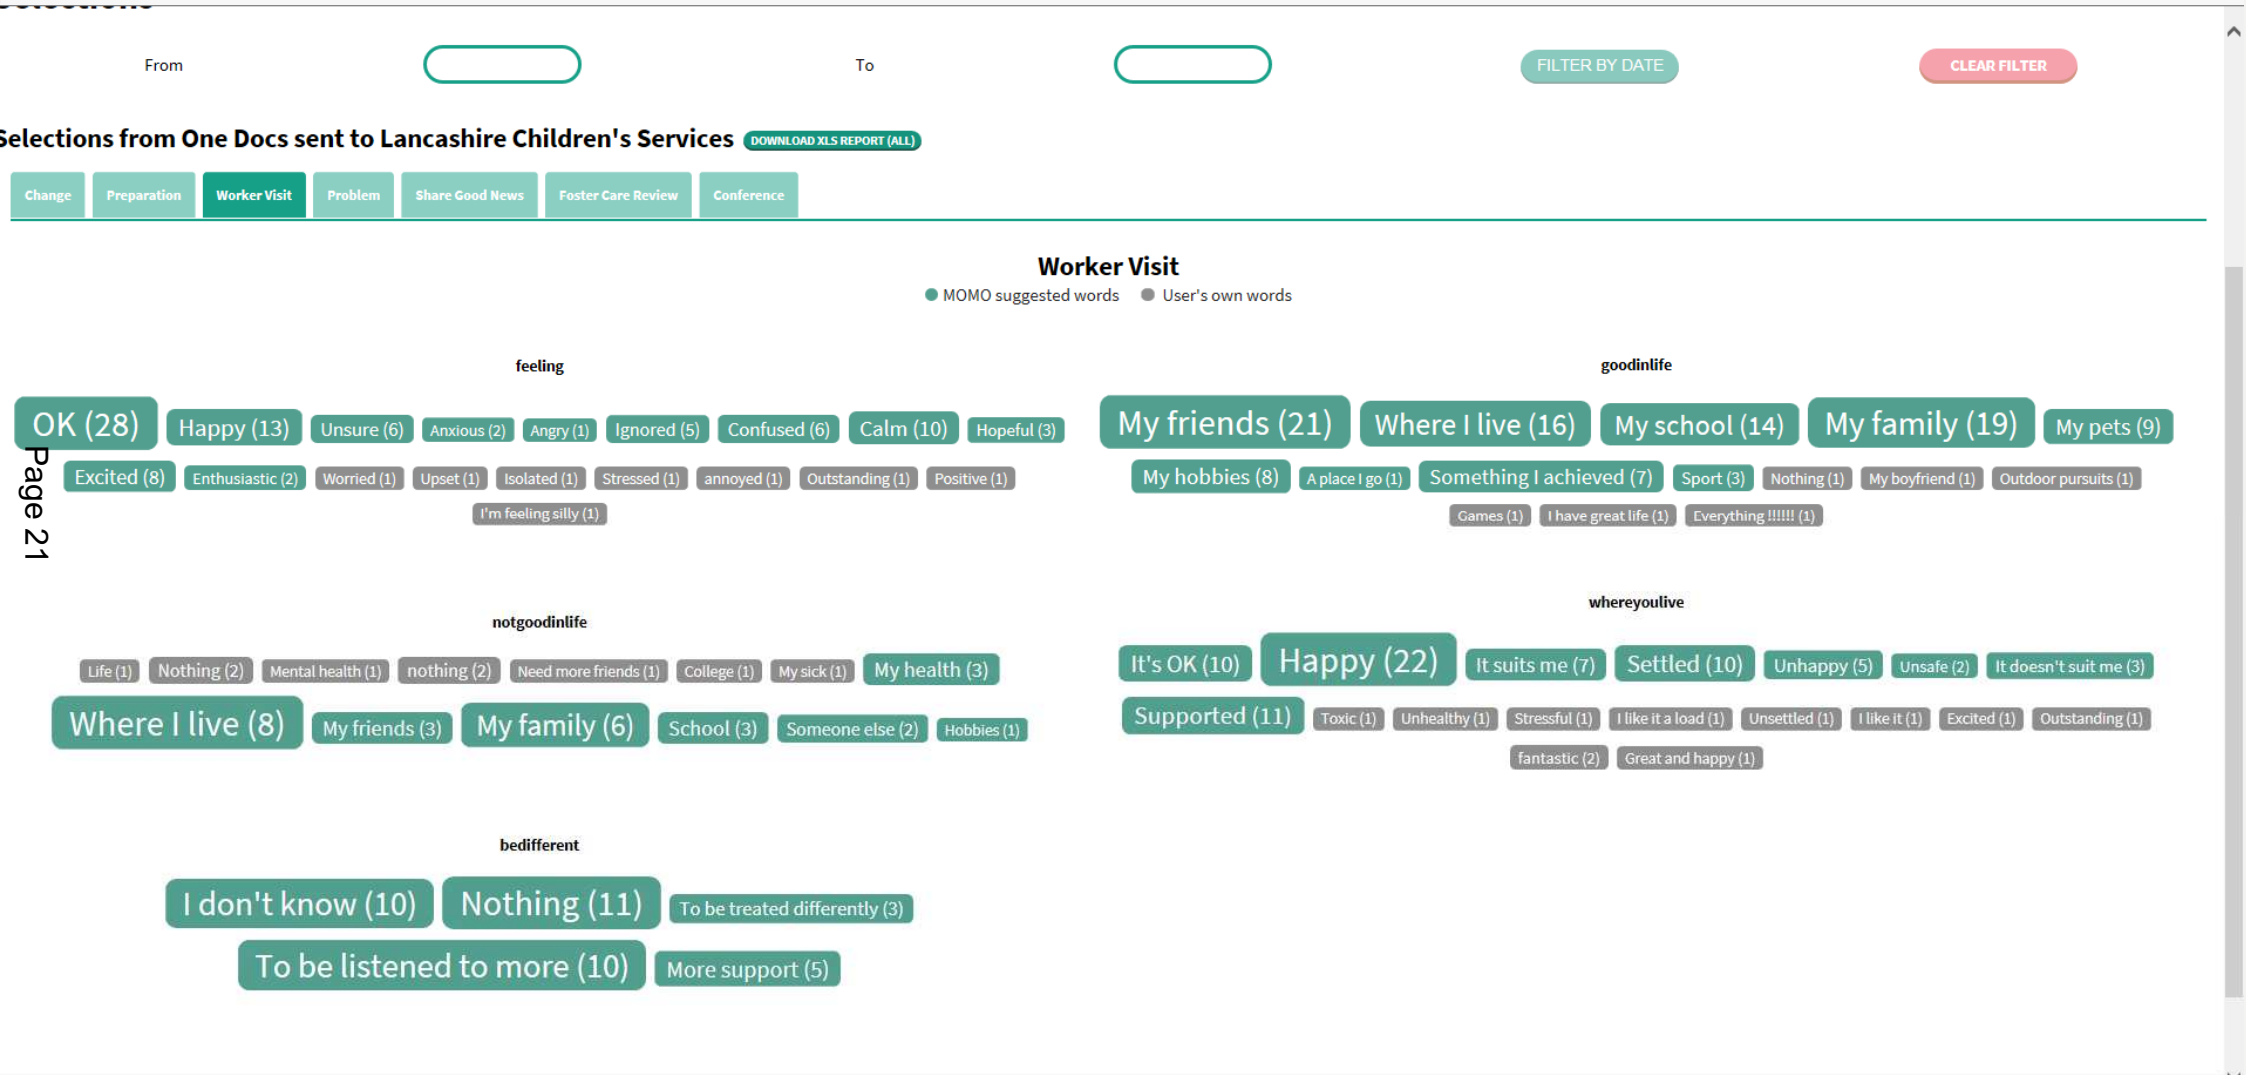 From To FILTER BY DATE CLEAR FILTER
Selections from One Docs sent to Lancashire Children's Services DOWNLOAD XLS REPORT (ALL)
Change Preparation Worker Visit Problem Share Good News Foster Care Review Conference
Worker Visit
MOMO suggested words User's own words
feeling
OK (28) Happy (13) Unsure (6) Anxious (2) Angry (1) Ignored (5) Confused (6) Calm (10) Hopeful (3)
Excited (8) Enthusiastic (2) Worried (1) Upset (1) Isolated (1) Stressed (1) annoyed (1) Outstanding (1) Positive (1)
I'm feeling silly (1)
goodinlife
My friends (21) Where I live (16) My school (14) My family (19) My pets (9)
My hobbies (8) A place I go (1) Something I achieved (7) Sport (3) Nothing (1) My boyfriend (1) Outdoor pursuits (1)
Games (1) I have great life (1) Everything !!!!!! (1)
Page 21
notgoodinlife
Life (1) Nothing (2) Mental health (1) nothing (2) Need more friends (1) College (1) My sick (1) My health (3)
Where I live (8) My friends (3) My family (6) School (3) Someone else (2) Hobbies (1)
whereyoulive
It's OK (10) Happy (22) It suits me (7) Settled (10) Unhappy (5) Unsafe (2) It doesn't suit me (3)
Supported (11) Toxic (1) Unhealthy (1) Stressful (1) I like it a load (1) Unsettled (1) I like it (1) Excited (1) Outstanding (1)
fantastic (2) Great and happy (1)
bedifferent
I don't know (10) Nothing (11) To be treated differently (3)
To be listened to more (10) More support (5)